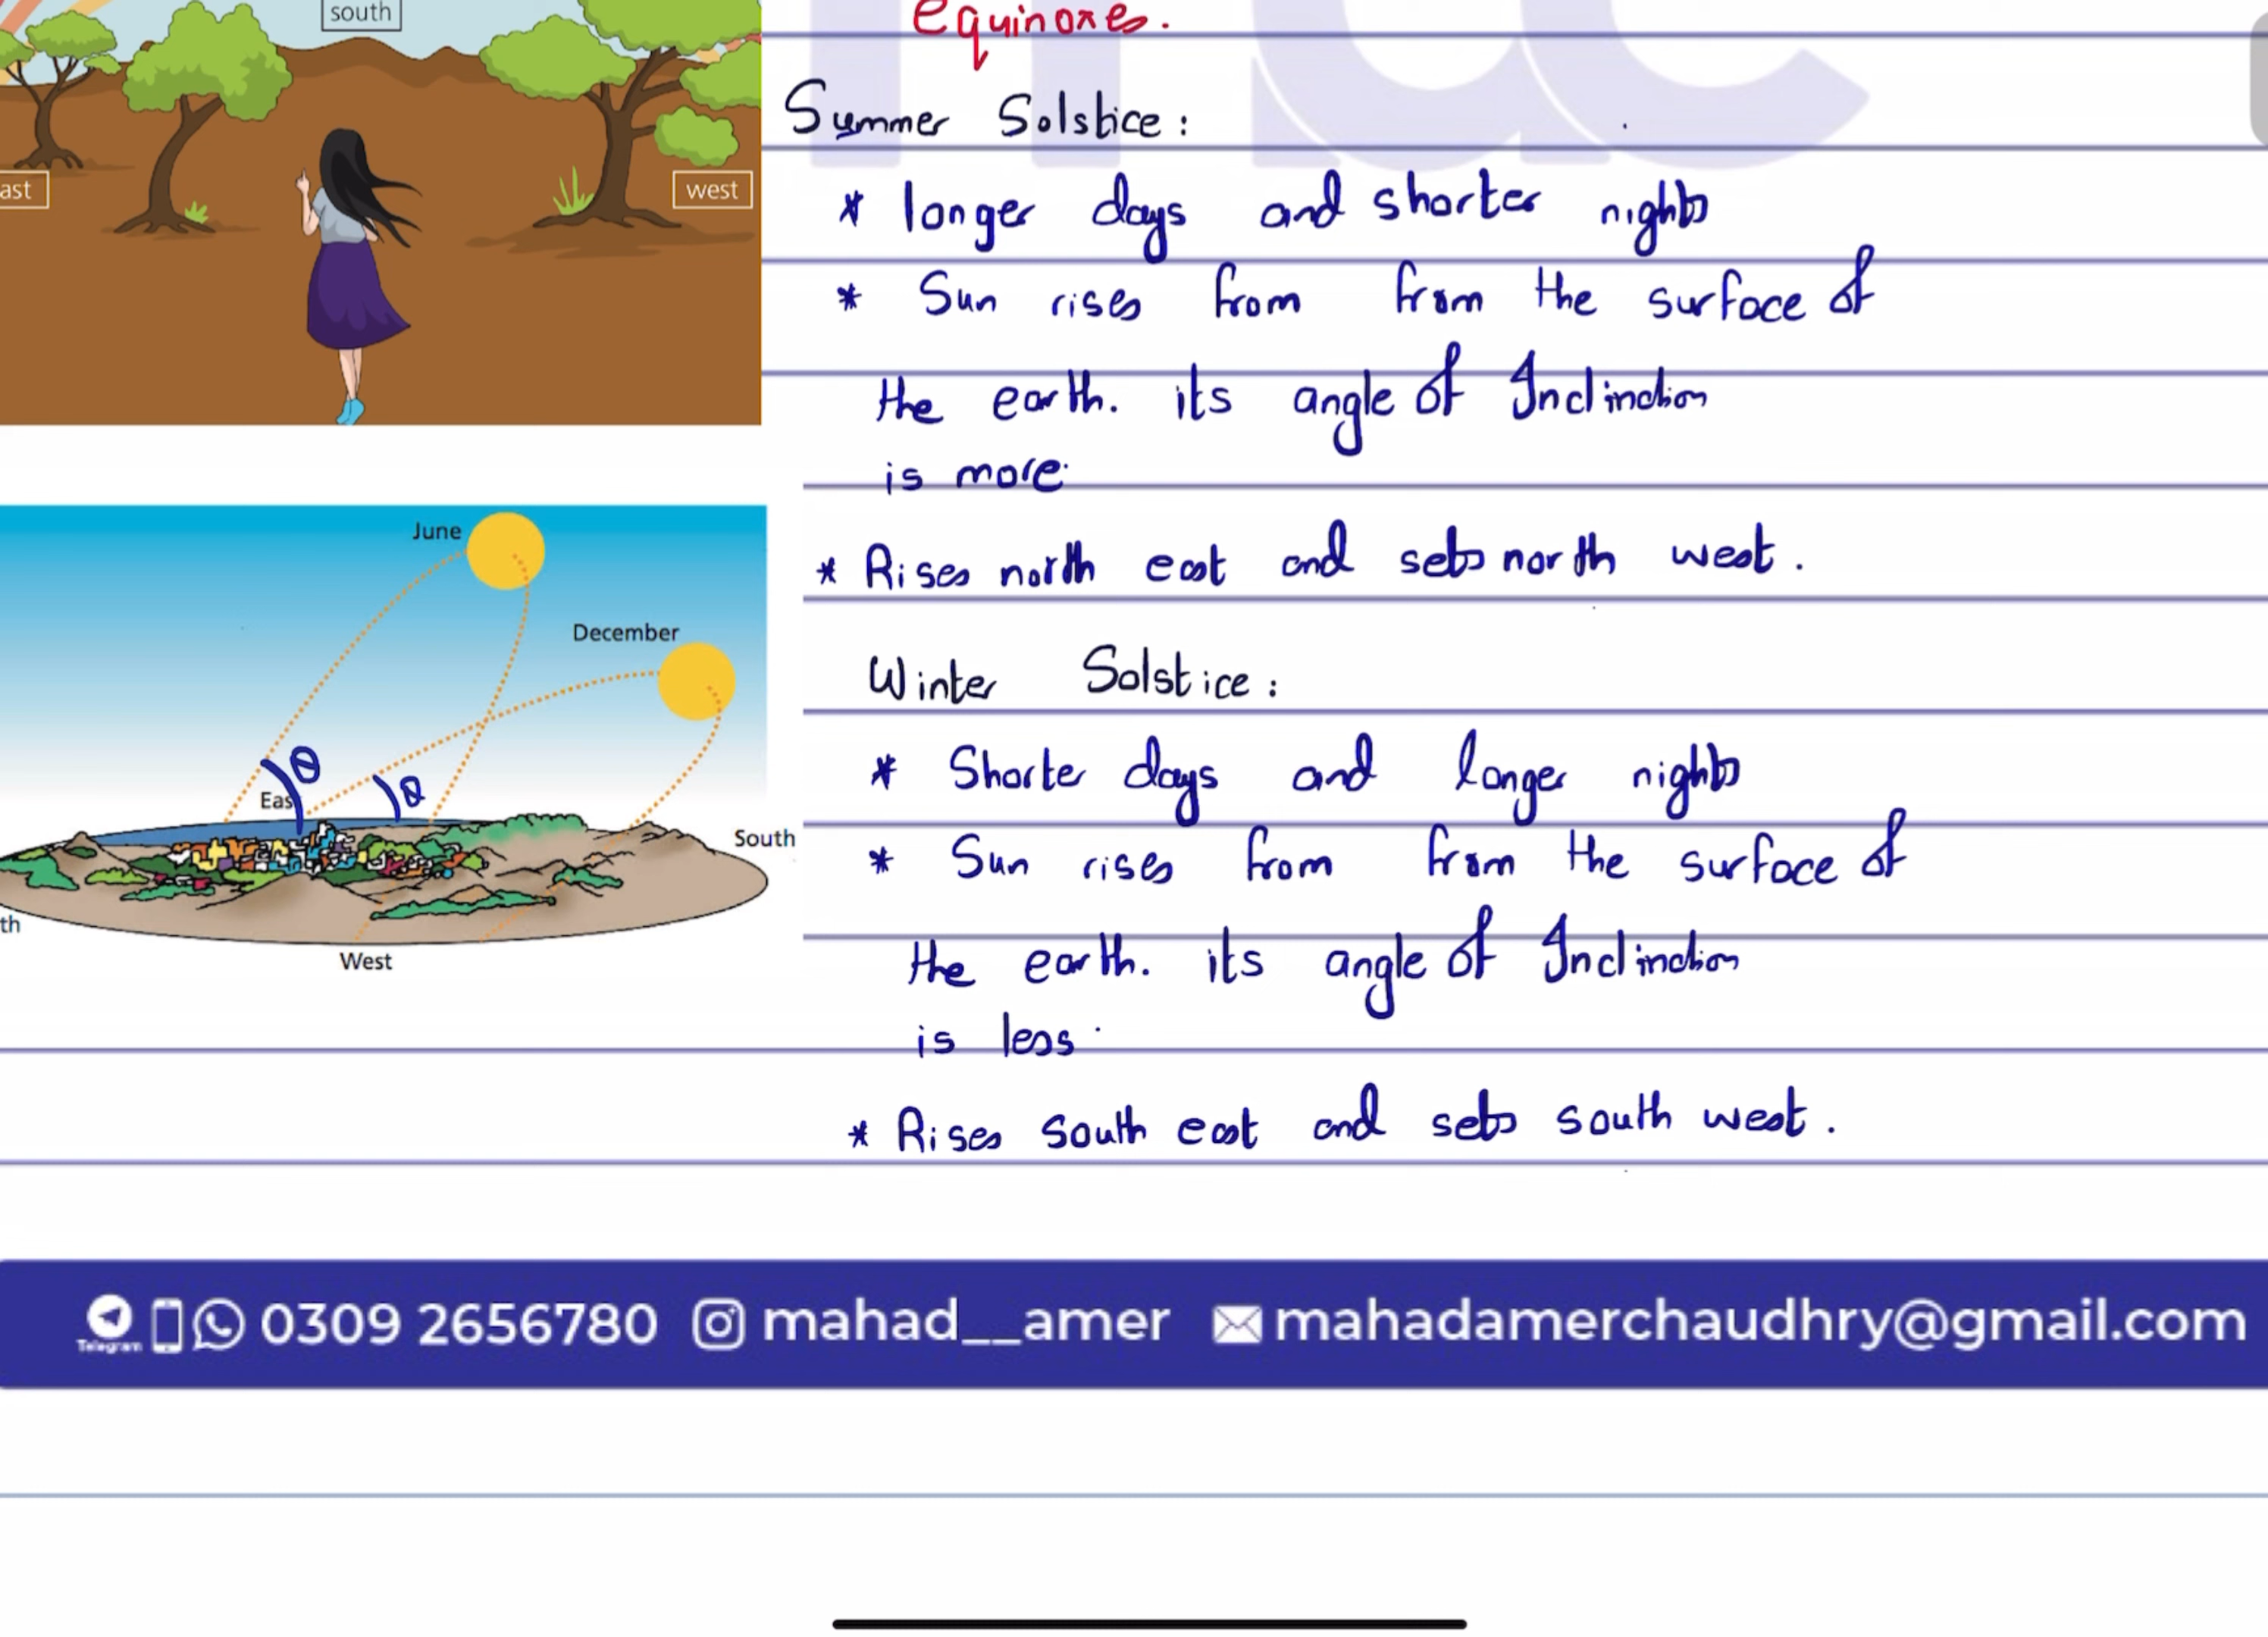 south
equinoxes.
Summer Solstice:
ast
west
* longer days and shorter nights
* Sun rises from from the surface of
the earth. its angle of Inclination
is more.
June
* Rises north east and sets north west.
December
Winter Solstice:
θ
θ
East
* Shorter days and longer nights
South
* Sun rises from from the surface of
th
West
the earth. its angle of Inclination
is less.
* Rises south east and sets south west.
Telegram 0309 2656780 mahad__amer mahadamerchaudhry@gmail.com